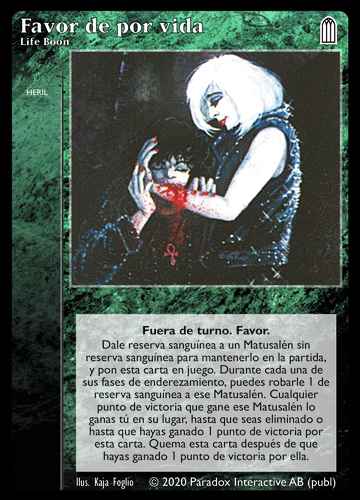 Favor de por vida
Life Boon
HERIL
Fuera de turno. Favor.
Dale reserva sanguínea a un Matusalén sin
reserva sanguínea para mantenerlo en la partida,
y pon esta carta en juego. Durante cada una de
sus fases de enderezamiento, puedes robarle 1 de
reserva sanguínea a ese Matusalén. Cualquier
punto de victoria que gane ese Matusalén lo
ganas tú en su lugar, hasta que seas eliminado o
hasta que hayas ganado 1 punto de victoria por
esta carta. Quema esta carta después de que
hayas ganado 1 punto de victoria por ella.
Ilus. Kaja Foglio © 2020 Paradox Interactive AB (publ)